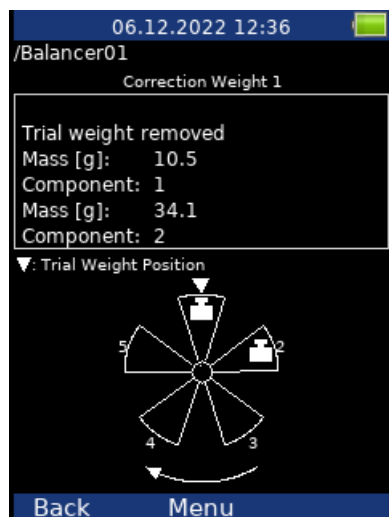 06.12.2022 12:36
/Balancer01
Correction Weight 1
Trial weight removed
Mass [g]: 10.5
Component: 1
Mass [g]: 34.1
Component: 2
▼: Trial Weight Position
5 2
4 3
Back Menu